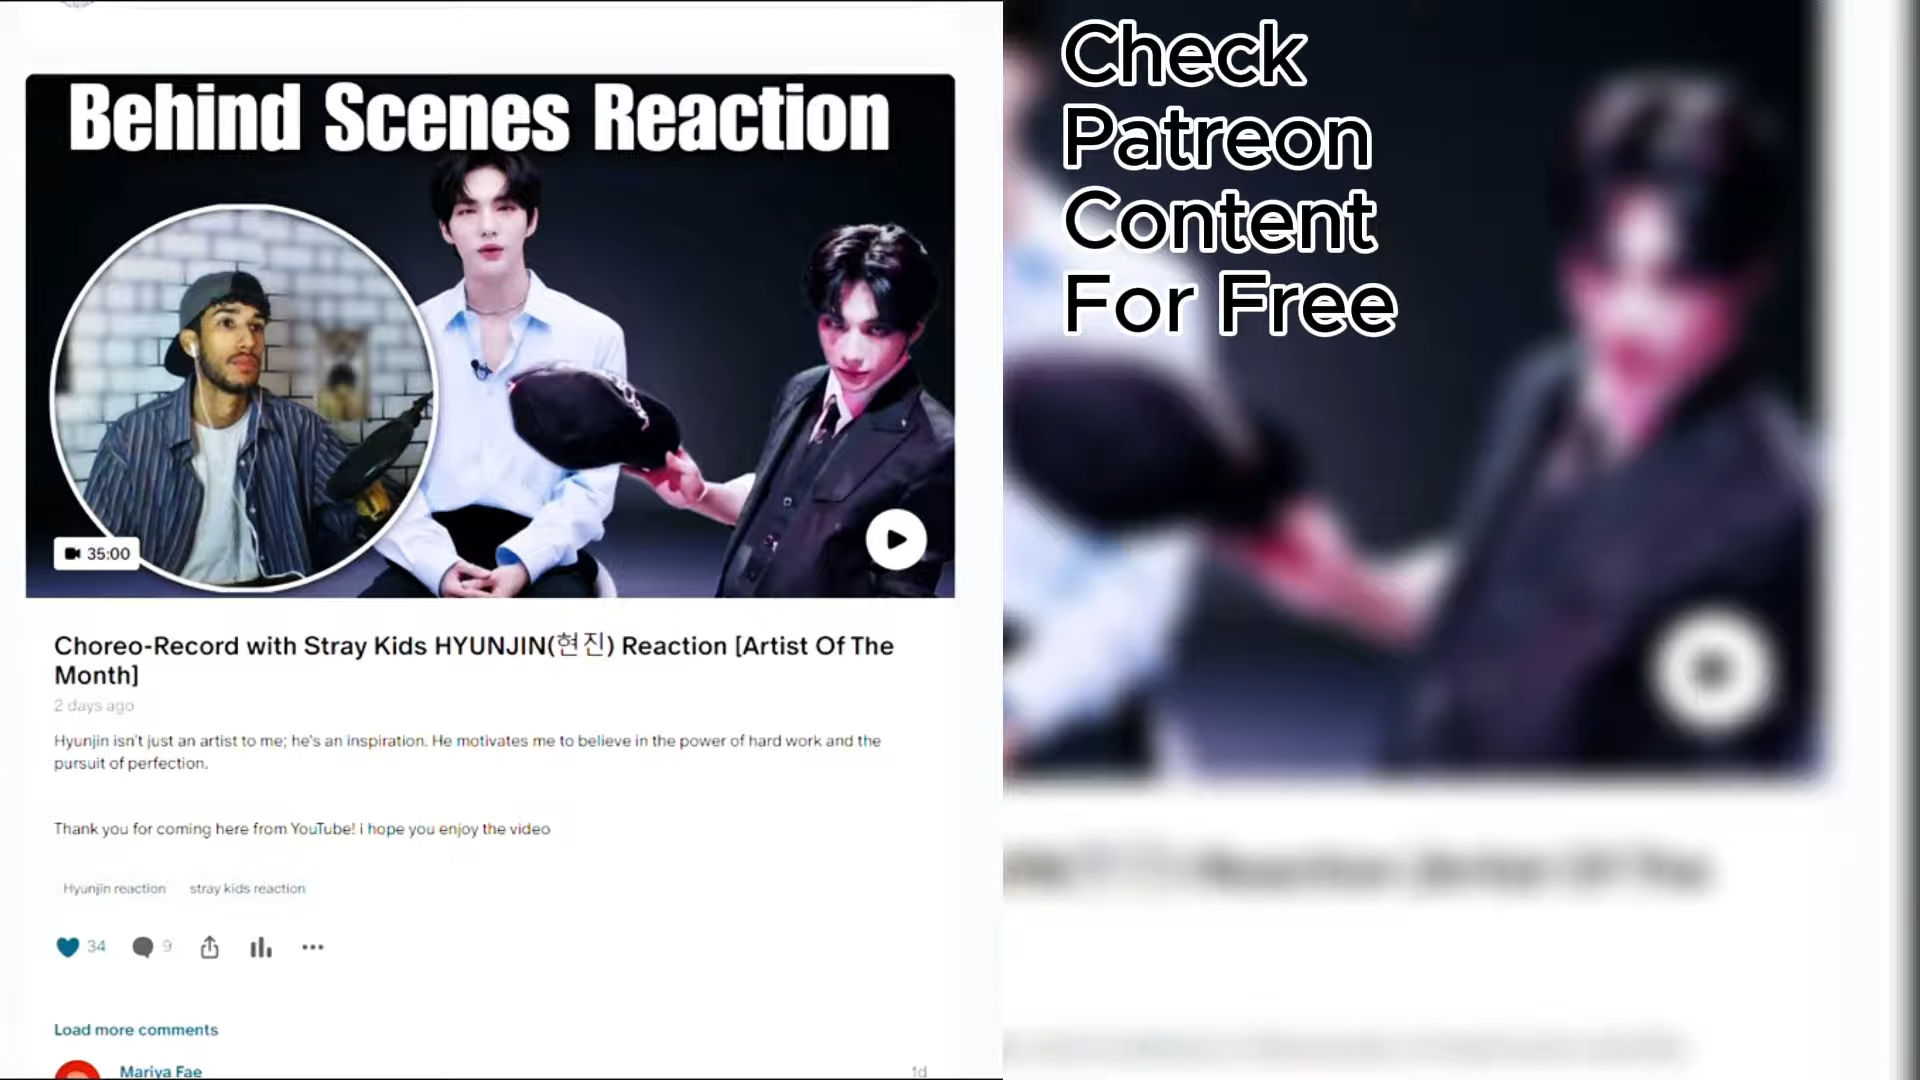 Behind Scenes Reaction
35:00
Choreo-Record with Stray Kids HYUNJIN(현진) Reaction [Artist Of The
Month]
2 days ago
Hyunjin isn't just an artist to me; he's an inspiration. He motivates me to believe in the power of hard work and the
pursuit of perfection.
Thank you for coming here from YouTube! i hope you enjoy the video
Hyunjin reaction stray kids reaction
34 9
Load more comments
Mariya Fae 1d
Check
Patreon
Content
For Free